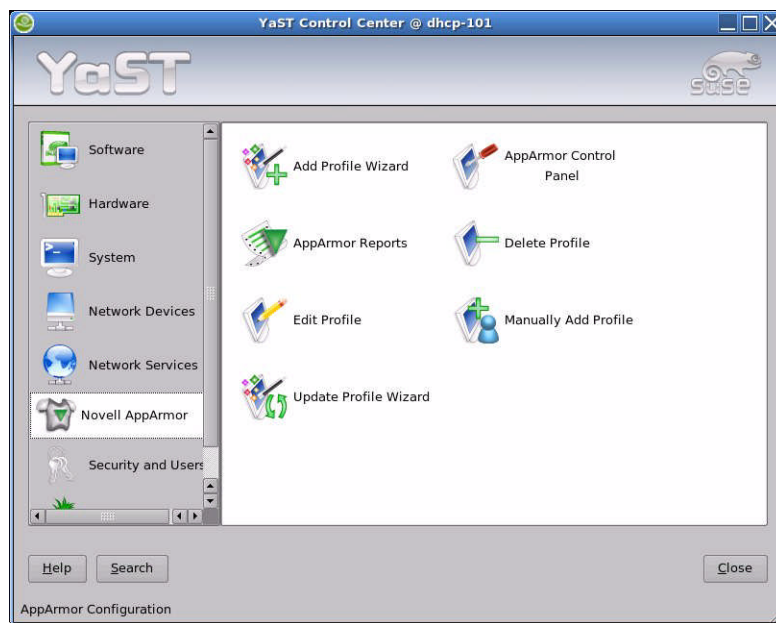 YaST Control Center @ dhcp-101
YaST
suse
Software
Hardware
System
Network Devices
Network Services
Novell AppArmor
Security and Users
Add Profile Wizard
AppArmor Control
Panel
AppArmor Reports
Delete Profile
Edit Profile
Manually Add Profile
Update Profile Wizard
Help
Search
Close
AppArmor Configuration